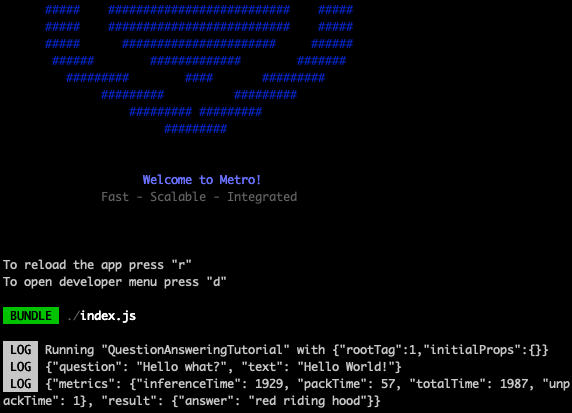 ##### ########################## #####
##### ########################## #####
##### ###################### ######
###### ############# #######
######### #### #########
######### #########
######### #########
#########
Welcome to Metro!
Fast - Scalable - Integrated
To reload the app press "r"
To open developer menu press "d"
BUNDLE ./index.js
LOG Running "QuestionAnsweringTutorial" with {"rootTag":1,"initialProps":{}}
LOG {"question": "Hello what?", "text": "Hello World!"}
LOG {"metrics": {"inferenceTime": 1929, "packTime": 57, "totalTime": 1987, "unp
ackTime": 1}, "result": {"answer": "red riding hood"}}